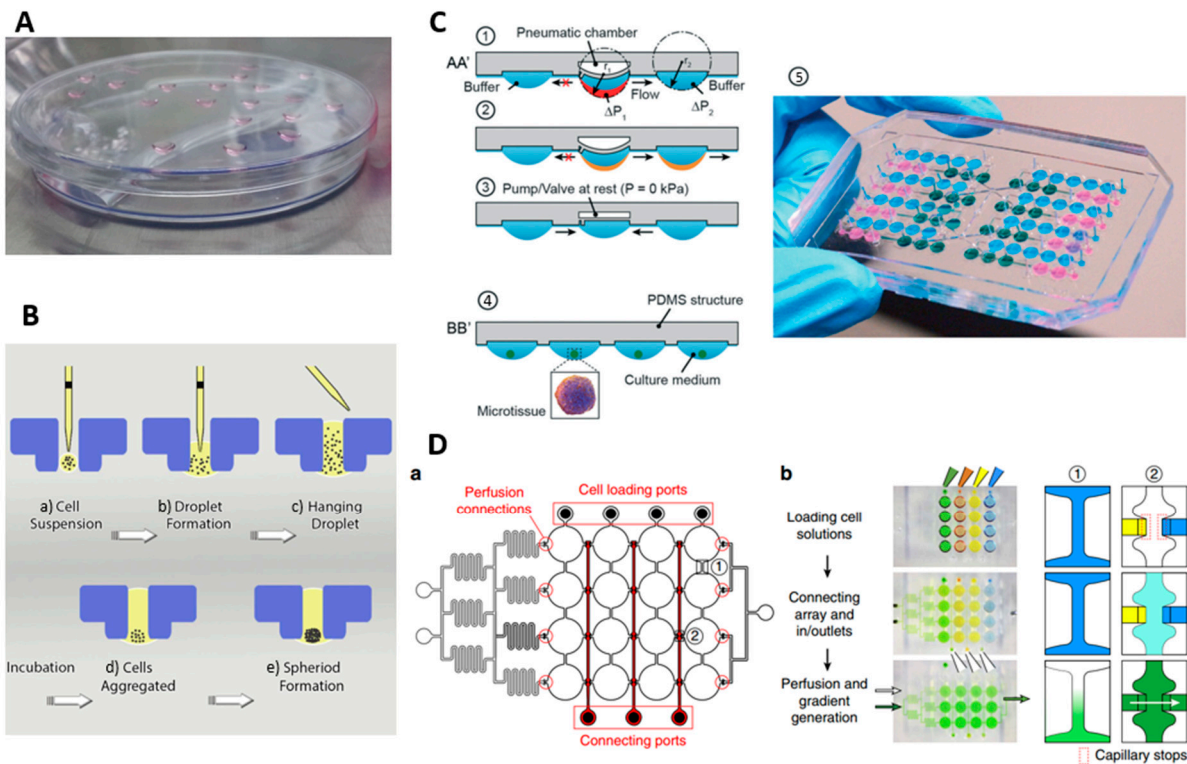 A
B
a) Cell
Suspension
b) Droplet
Formation
c) Hanging
Droplet
Incubation
d) Cells
Aggregated
e) Spheriod
Formation
C
①
Pneumatic chamber
AA'
r₁
r₂
Buffer
Flow
Buffer
ΔP₁
ΔP₂
②
③
Pump/Valve at rest (P = 0 kPa)
④
PDMS structure
BB'
Culture medium
Microtissue
⑤
D
a
Perfusion
connections
Cell loading ports
①
②
Connecting ports
b
Loading cell
solutions
Connecting
array and
in/outlets
Perfusion and
gradient
generation
①
②
Capillary stops